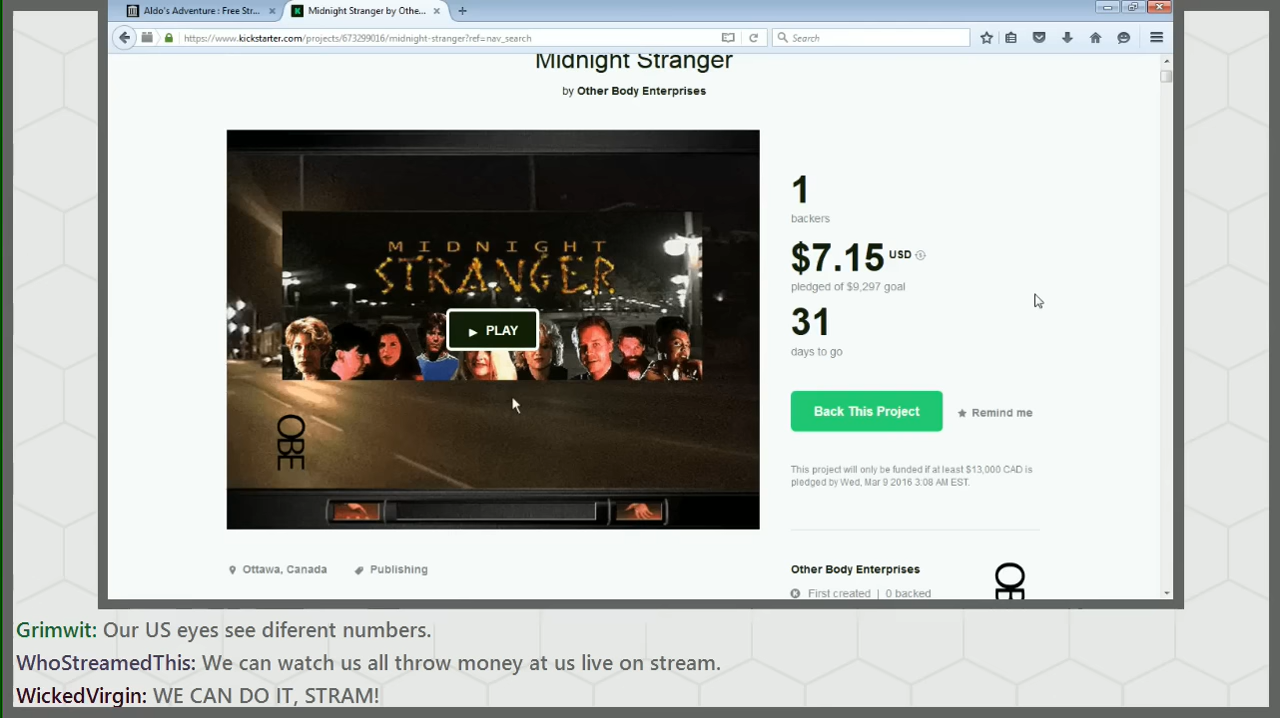 Aldo's Adventure : Free Str...
Midnight Stranger by Othe...
https://www.kickstarter.com/projects/673299016/midnight-stranger?ref=nav_search
Search
Midnight Stranger
by Other Body Enterprises
MIDNIGHT
STRANGER
PLAY
OBE
1
backers
$7.15 USD
pledged of $9,297 goal
31
days to go
Back This Project
Remind me
This project will only be funded if at least $13,000 CAD is
pledged by Wed, Mar 9 2016 3:08 AM EST.
Ottawa, Canada
Publishing
Other Body Enterprises
First created | 0 backed
OBE
Grimwit: Our US eyes see diferent numbers.
WhoStreamedThis: We can watch us all throw money at us live on stream.
WickedVirgin: WE CAN DO IT, STRAM!